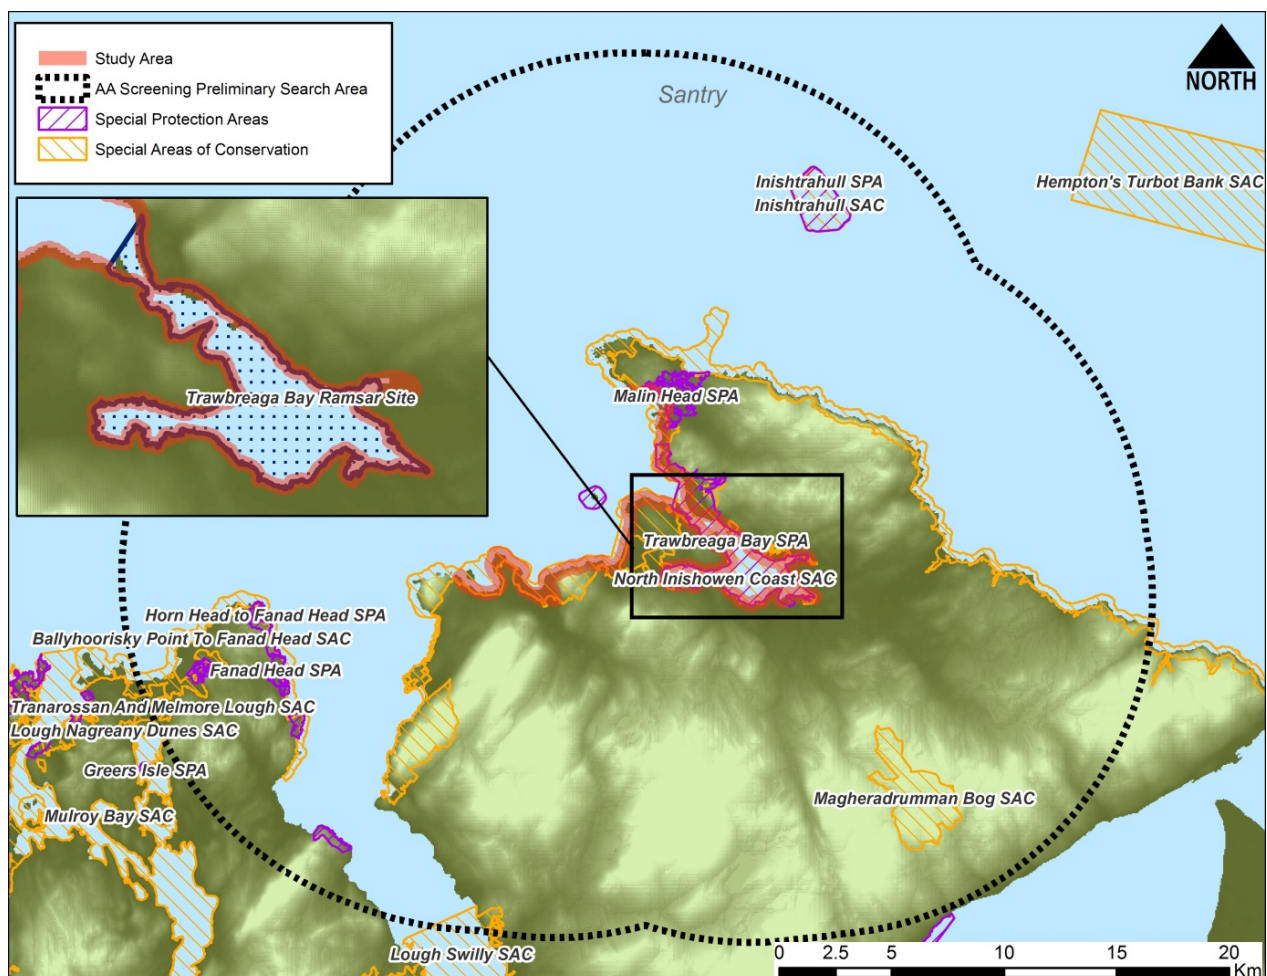 Study Area
AA Screening Preliminary Search Area
Special Protection Areas
Special Areas of Conservation
Santry
NORTH
Inishtrahull SPA
Inishtrahull SAC
Hempton's Turbot Bank SAC
Trawbreaga Bay Ramsar Site
Malin Head SPA
Trawbreaga Bay SPA
North Inishowen Coast SAC
Horn Head to Fanad Head SPA
Ballyhoorisky Point To Fanad Head SAC
Fanad Head SPA
Tranarossan And Melmore Lough SAC
Lough Nagreany Dunes SAC
Greers Isle SPA
Mulroy Bay SAC
Magheradrumman Bog SAC
Lough Swilly SAC
0 2.5 5 10 15 20
Km